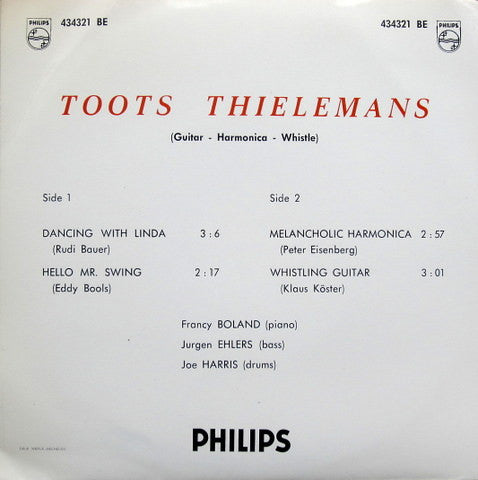 434321 BE
434321 BE
PHILIPS
PHILIPS
TOOTS THIELEMANS
(Guitar - Harmonica - Whistle)
Side 1
DANCING WITH LINDA 3 : 6
(Rudi Bauer)
HELLO MR. SWING 2 : 17
(Eddy Bools)
Side 2
MELANCHOLIC HARMONICA 2 : 57
(Peter Eisenberg)
WHISTLING GUITAR 3 : 01
(Klaus Köster)
Francy BOLAND (piano)
Jurgen EHLERS (bass)
Joe HARRIS (drums)
PHILIPS